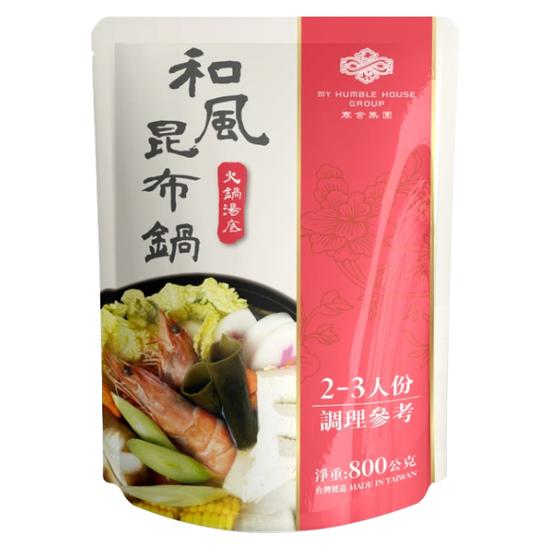 和風
昆布鍋
火鍋湯底
MY HUMBLE HOUSE
GROUP
寒舍集團
2-3人份
調理參考
淨重:800公克
台灣製造 MADE IN TAIWAN